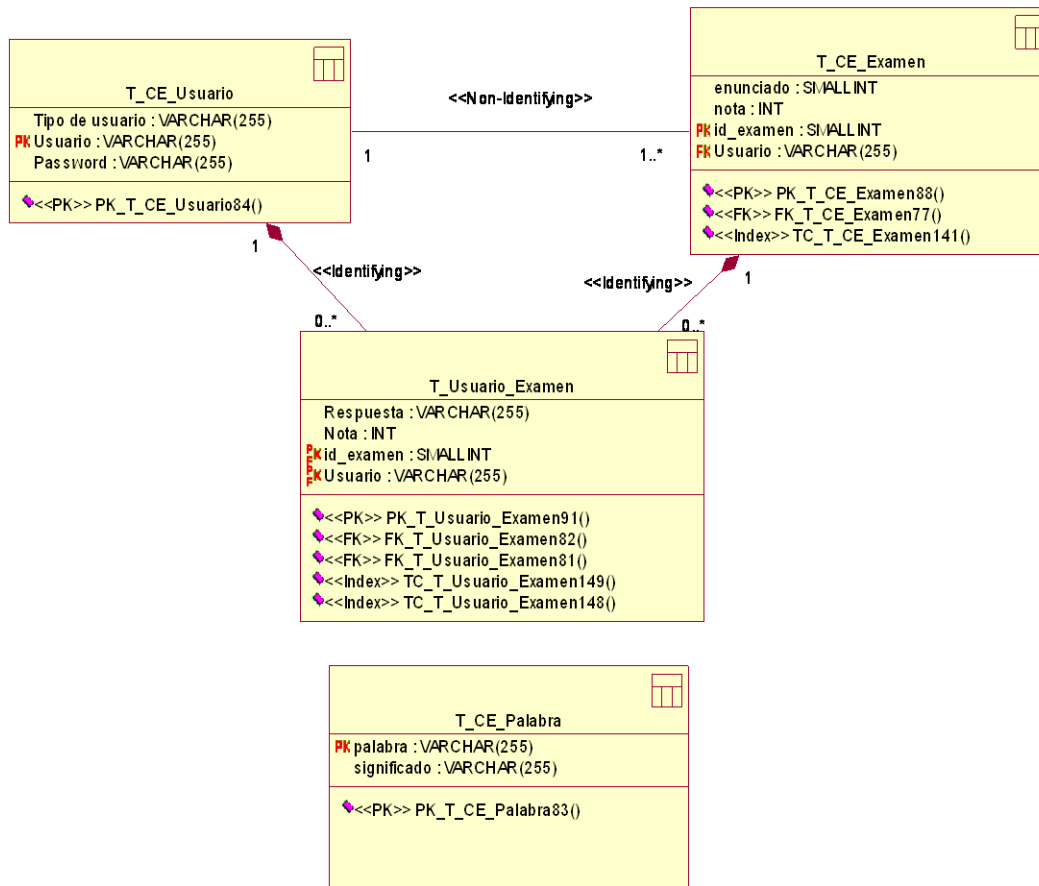 T_CE_Usuario
Tipo de usuario : VARCHAR(255)
PK Usuario : VARCHAR(255)
Password : VARCHAR(255)
<<PK>> PK_T_CE_Usuario84()
<<Non-Identifying>>
1
1..*
T_CE_Examen
enunciado : SMALLINT
nota : INT
PK id_examen : SMALLINT
FK Usuario : VARCHAR(255)
<<PK>> PK_T_CE_Examen88()
<<FK>> FK_T_CE_Examen77()
<<Index>> TC_T_CE_Examen141()
1
<<Identifying>>
0..*
1
<<Identifying>>
0..*
T_Usuario_Examen
Respuesta : VARCHAR(255)
Nota : INT
PFK id_examen : SMALLINT
PFK Usuario : VARCHAR(255)
<<PK>> PK_T_Usuario_Examen91()
<<FK>> FK_T_Usuario_Examen82()
<<FK>> FK_T_Usuario_Examen81()
<<Index>> TC_T_Usuario_Examen149()
<<Index>> TC_T_Usuario_Examen148()
T_CE_Palabra
PK palabra : VARCHAR(255)
significado : VARCHAR(255)
<<PK>> PK_T_CE_Palabra83()